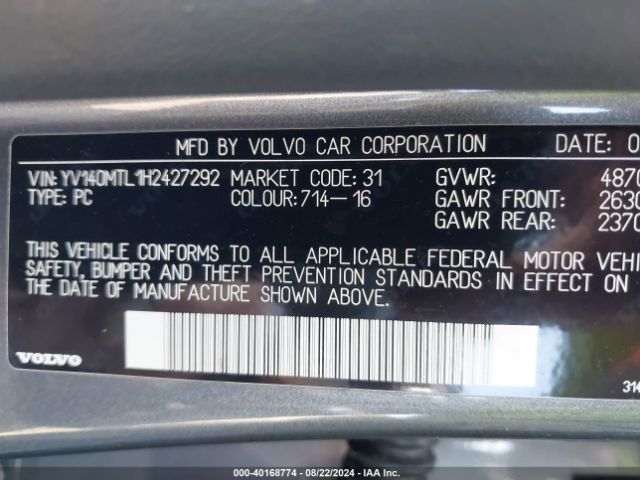 MFD BY VOLVO CAR CORPORATION DATE: 0
VIN: YV140MTL1H2427292 MARKET CODE: 31 GVWR: 4870
TYPE: PC COLOUR: 714-16 GAWR FRONT: 2630
GAWR REAR: 2370
THIS VEHICLE CONFORMS TO ALL APPLICABLE FEDERAL MOTOR VEHI
SAFETY, BUMPER AND THEFT PREVENTION STANDARDS IN EFFECT ON
THE DATE OF MANUFACTURE SHOWN ABOVE.
VOLVO
314
000-40168774 — 08/22/2024 — IAA Inc.